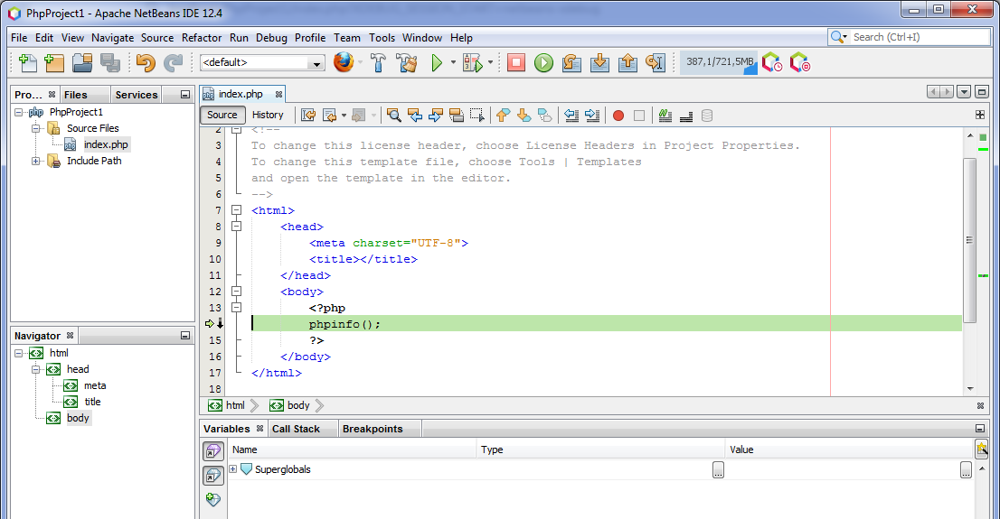 PhpProject1 - Apache NetBeans IDE 12.4
File Edit View Navigate Source Refactor Run Debug Profile Team Tools Window Help
Search (Ctrl+I)
<default>
387,1/721,5MB
Pro... Files Services
PhpProject1
Source Files
index.php
Include Path
Navigator
html
head
meta
title
body
index.php
Source History
2 <!--
3 To change this license header, choose License Headers in Project Properties.
4 To change this template file, choose Tools | Templates
5 and open the template in the editor.
6 -->
7 <html>
8 <head>
9 <meta charset="UTF-8">
10 <title></title>
11 </head>
12 <body>
13 <?php
phpinfo();
15 ?>
16 </body>
17 </html>
18
html body
Variables Call Stack Breakpoints
Name Type Value
Superglobals ... ...